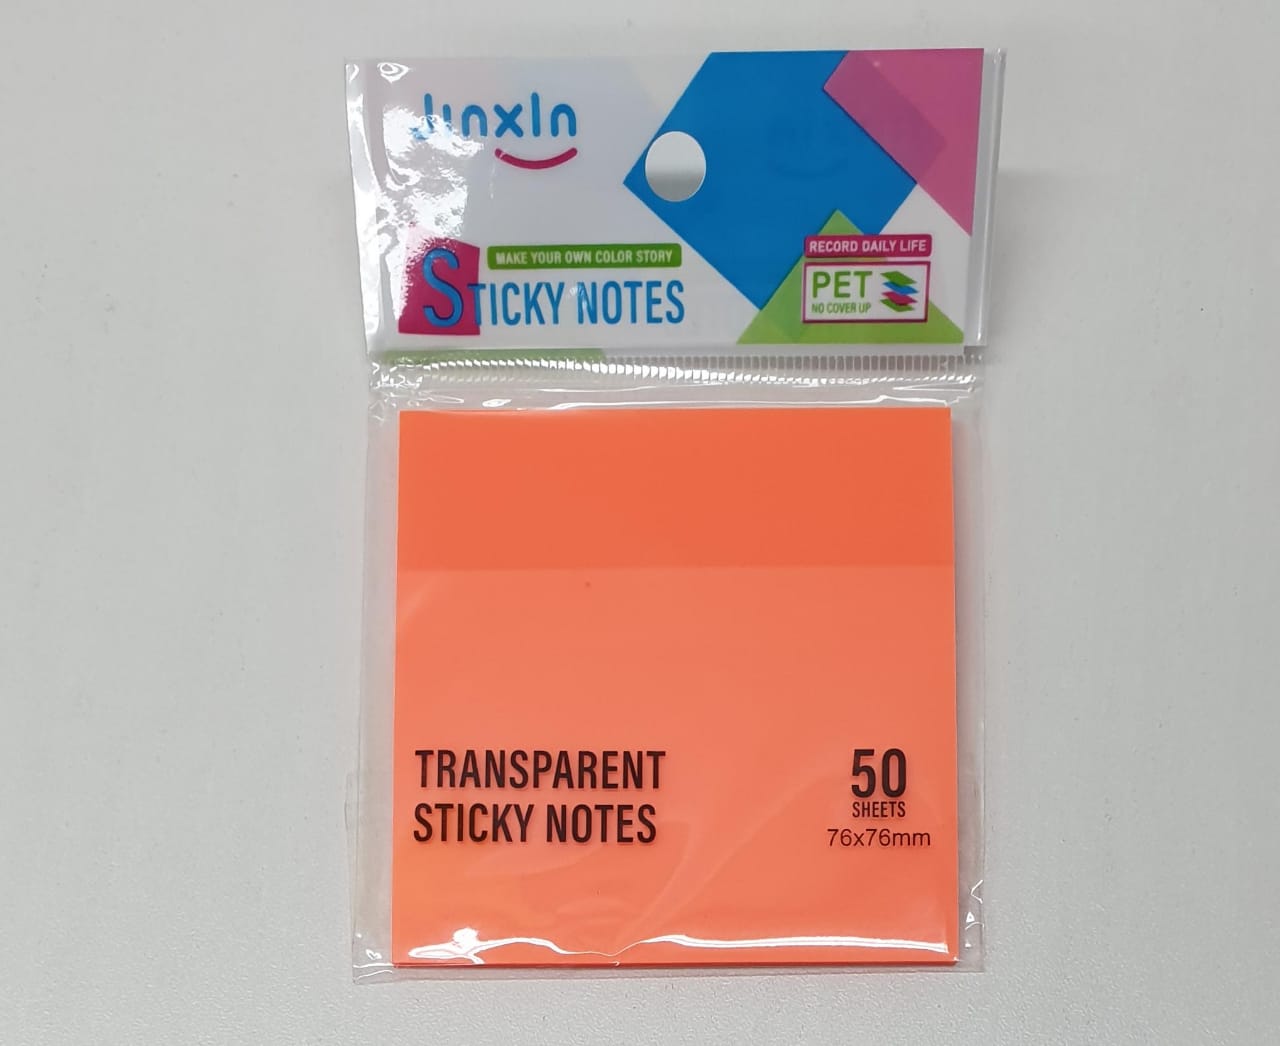 JinxIn
MAKE YOUR OWN COLOR STORY
STICKY NOTES
RECORD DAILY LIFE
PET
NO COVER UP
TRANSPARENT
STICKY NOTES
50
SHEETS
76x76mm